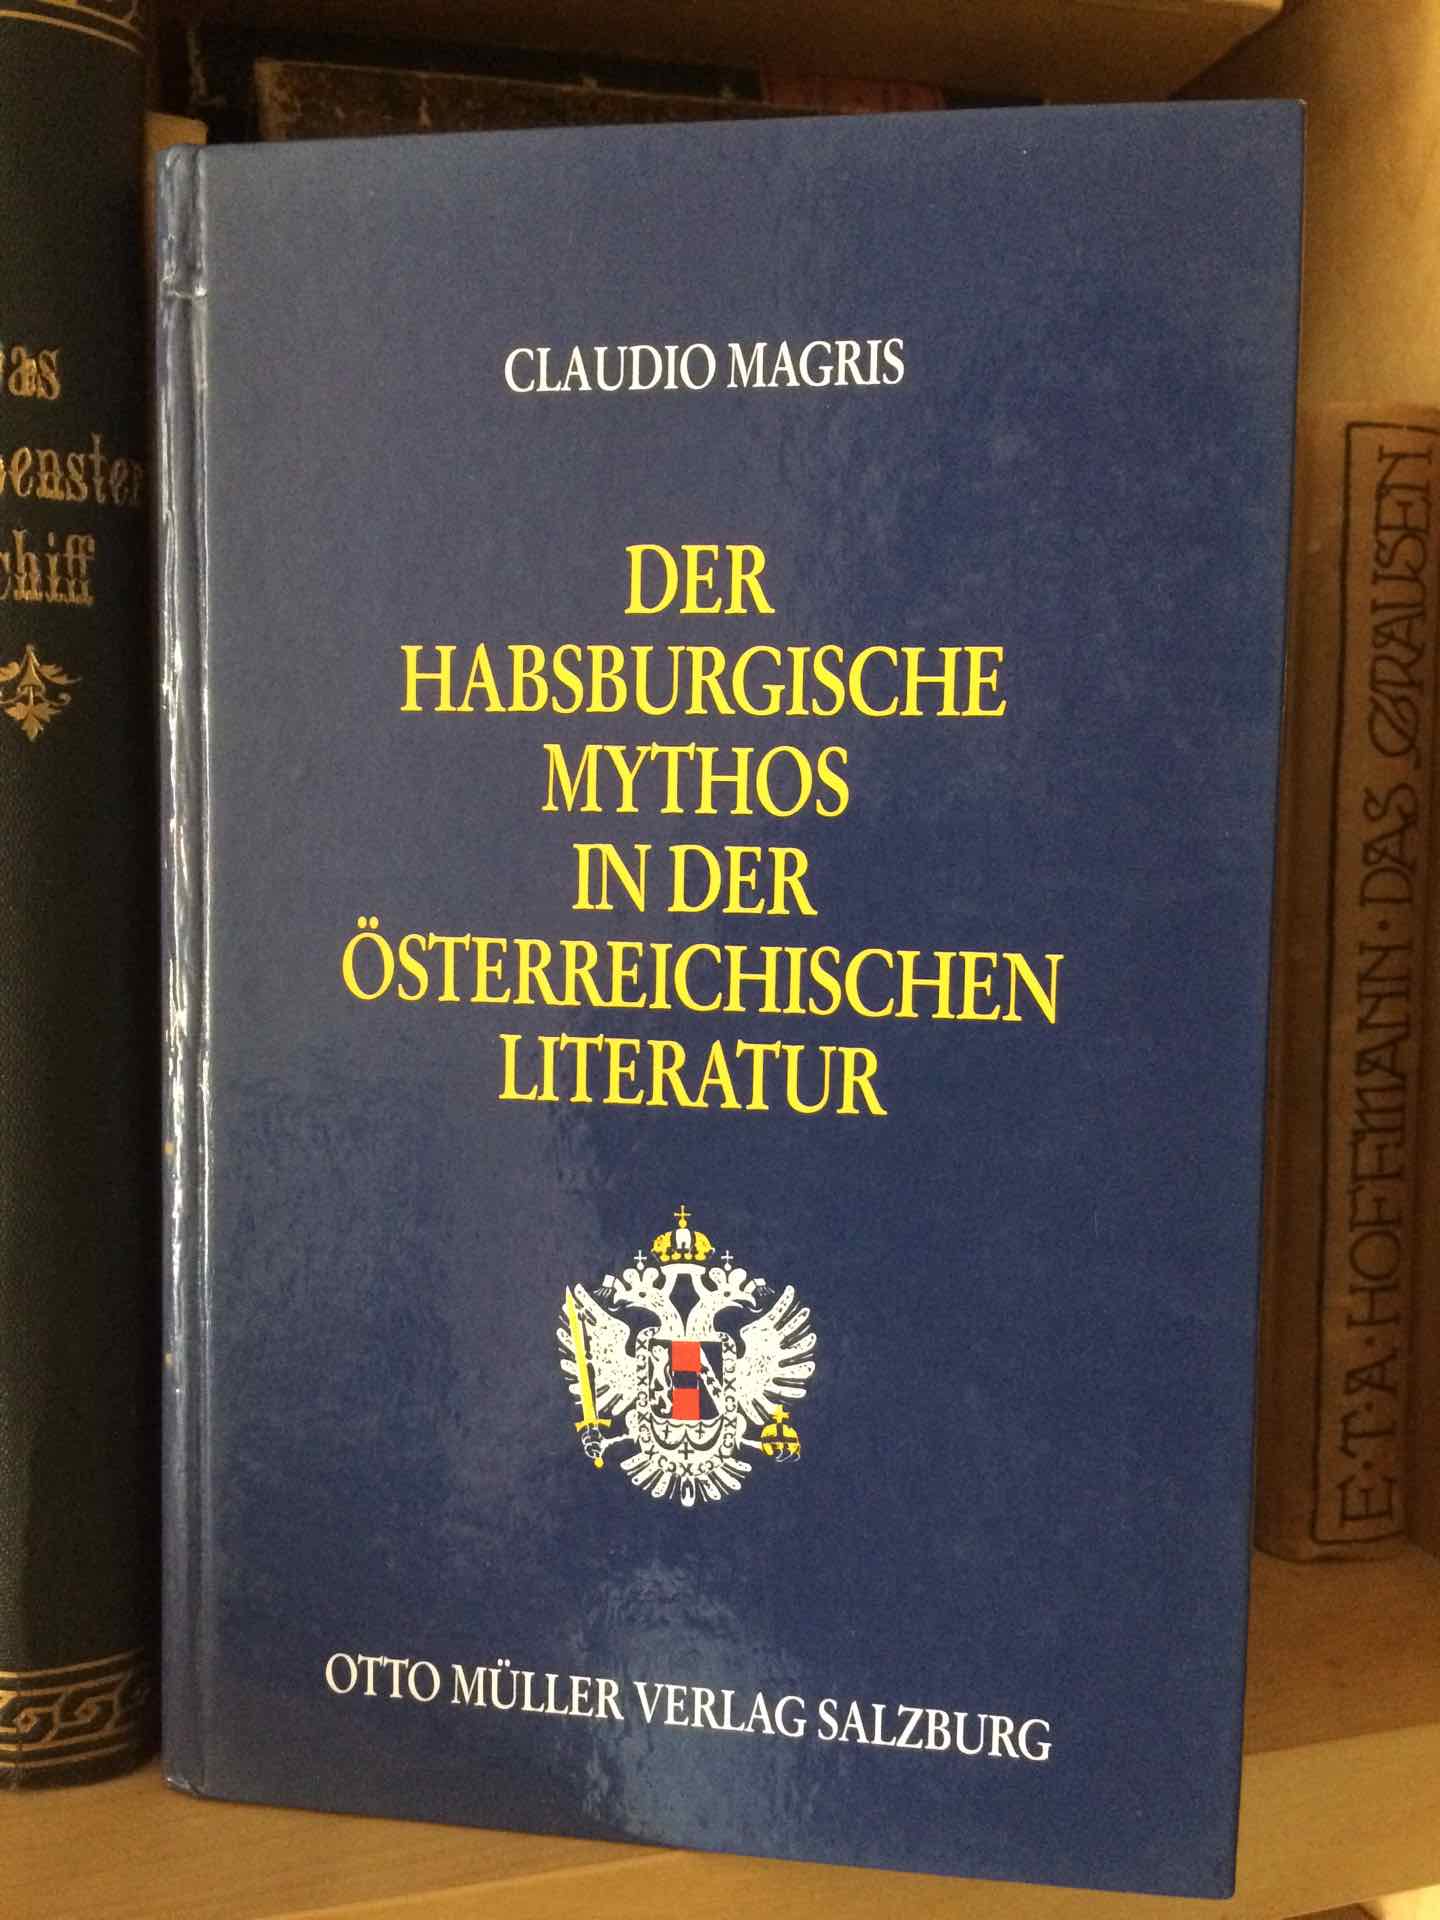 CLAUDIO MAGRIS
DER
HABSBURGISCHE
MYTHOS
IN DER
ÖSTERREICHISCHEN
LITERATUR
OTTO MÜLLER VERLAG SALZBURG
E·T·A·HOFFMANN·DAS GRAUSEN